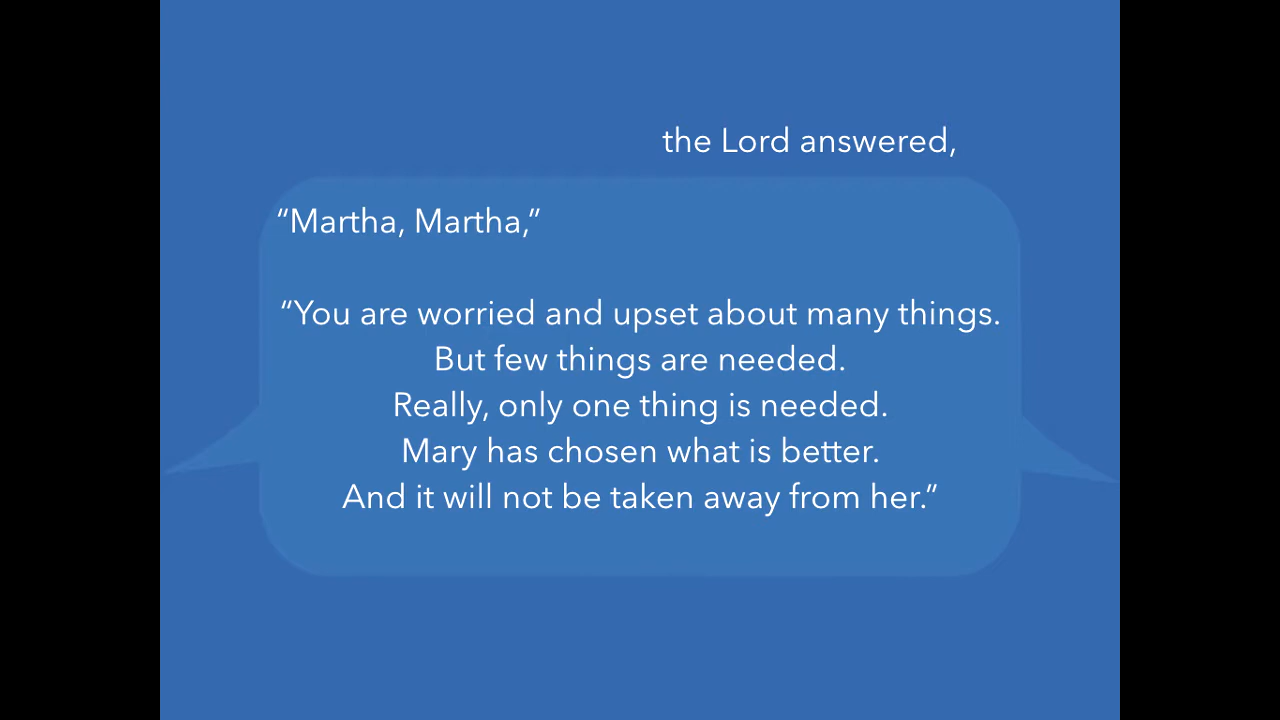 the Lord answered,
“Martha, Martha,”
“You are worried and upset about many things.
But few things are needed.
Really, only one thing is needed.
Mary has chosen what is better.
And it will not be taken away from her.”